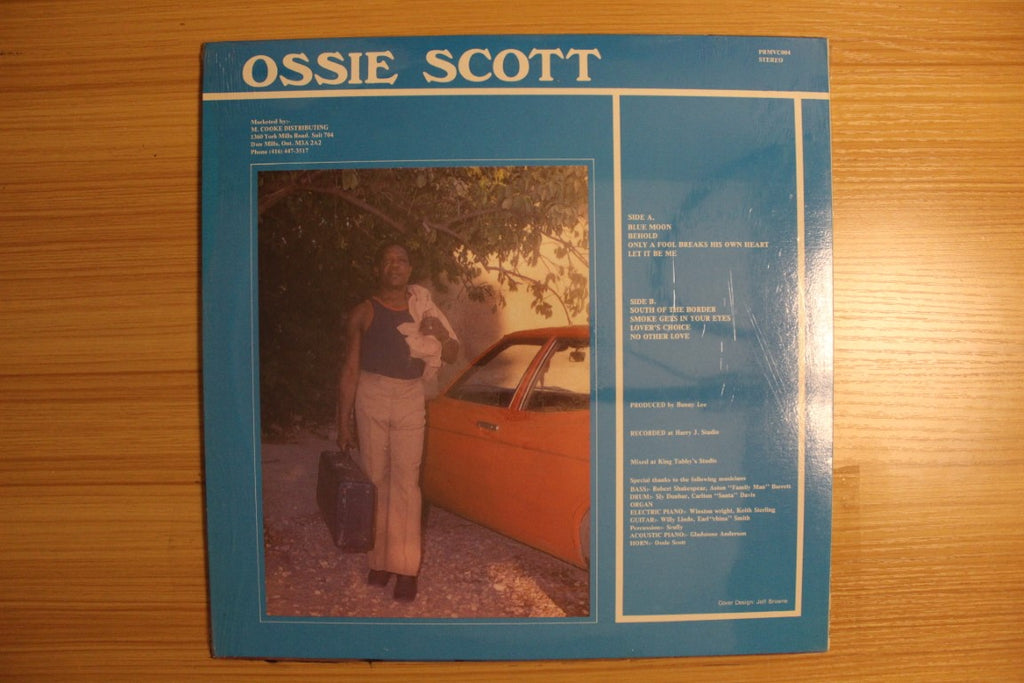 OSSIE SCOTT
PRMVC004
STEREO
Marketed by:-
M. COOKE DISTRIBUTING
1360 York Mills Road. Suit 704
Don Mills, Ont. M3A 2A2
Phone (416) 447-3517
SIDE A.
BLUE MOON
BEHOLD
ONLY A FOOL BREAKS HIS OWN HEART
LET IT BE ME
SIDE B.
SOUTH OF THE BORDER
SMOKE GETS IN YOUR EYES
LOVER'S CHOICE
NO OTHER LOVE
PRODUCED by Bunny Lee
RECORDED at Harry J. Studio
Mixed at King Tubby's Studio
Special thanks to the following musicians
BASS:- Robert Shakespear, Aston "Family Man" Barrett
DRUM:- Sly Dunbar, Carlton "Santa" Davis
ORGAN
ELECTRIC PIANO:- Winston wright, Keith Sterling
GUITAR:- Willy Lindo, Earl "china" Smith
Percussion:- Scully
ACOUSTIC PIANO:- Gladstone Anderson
HORN:- Ossie Scott
Cover Design: Jeff Browne